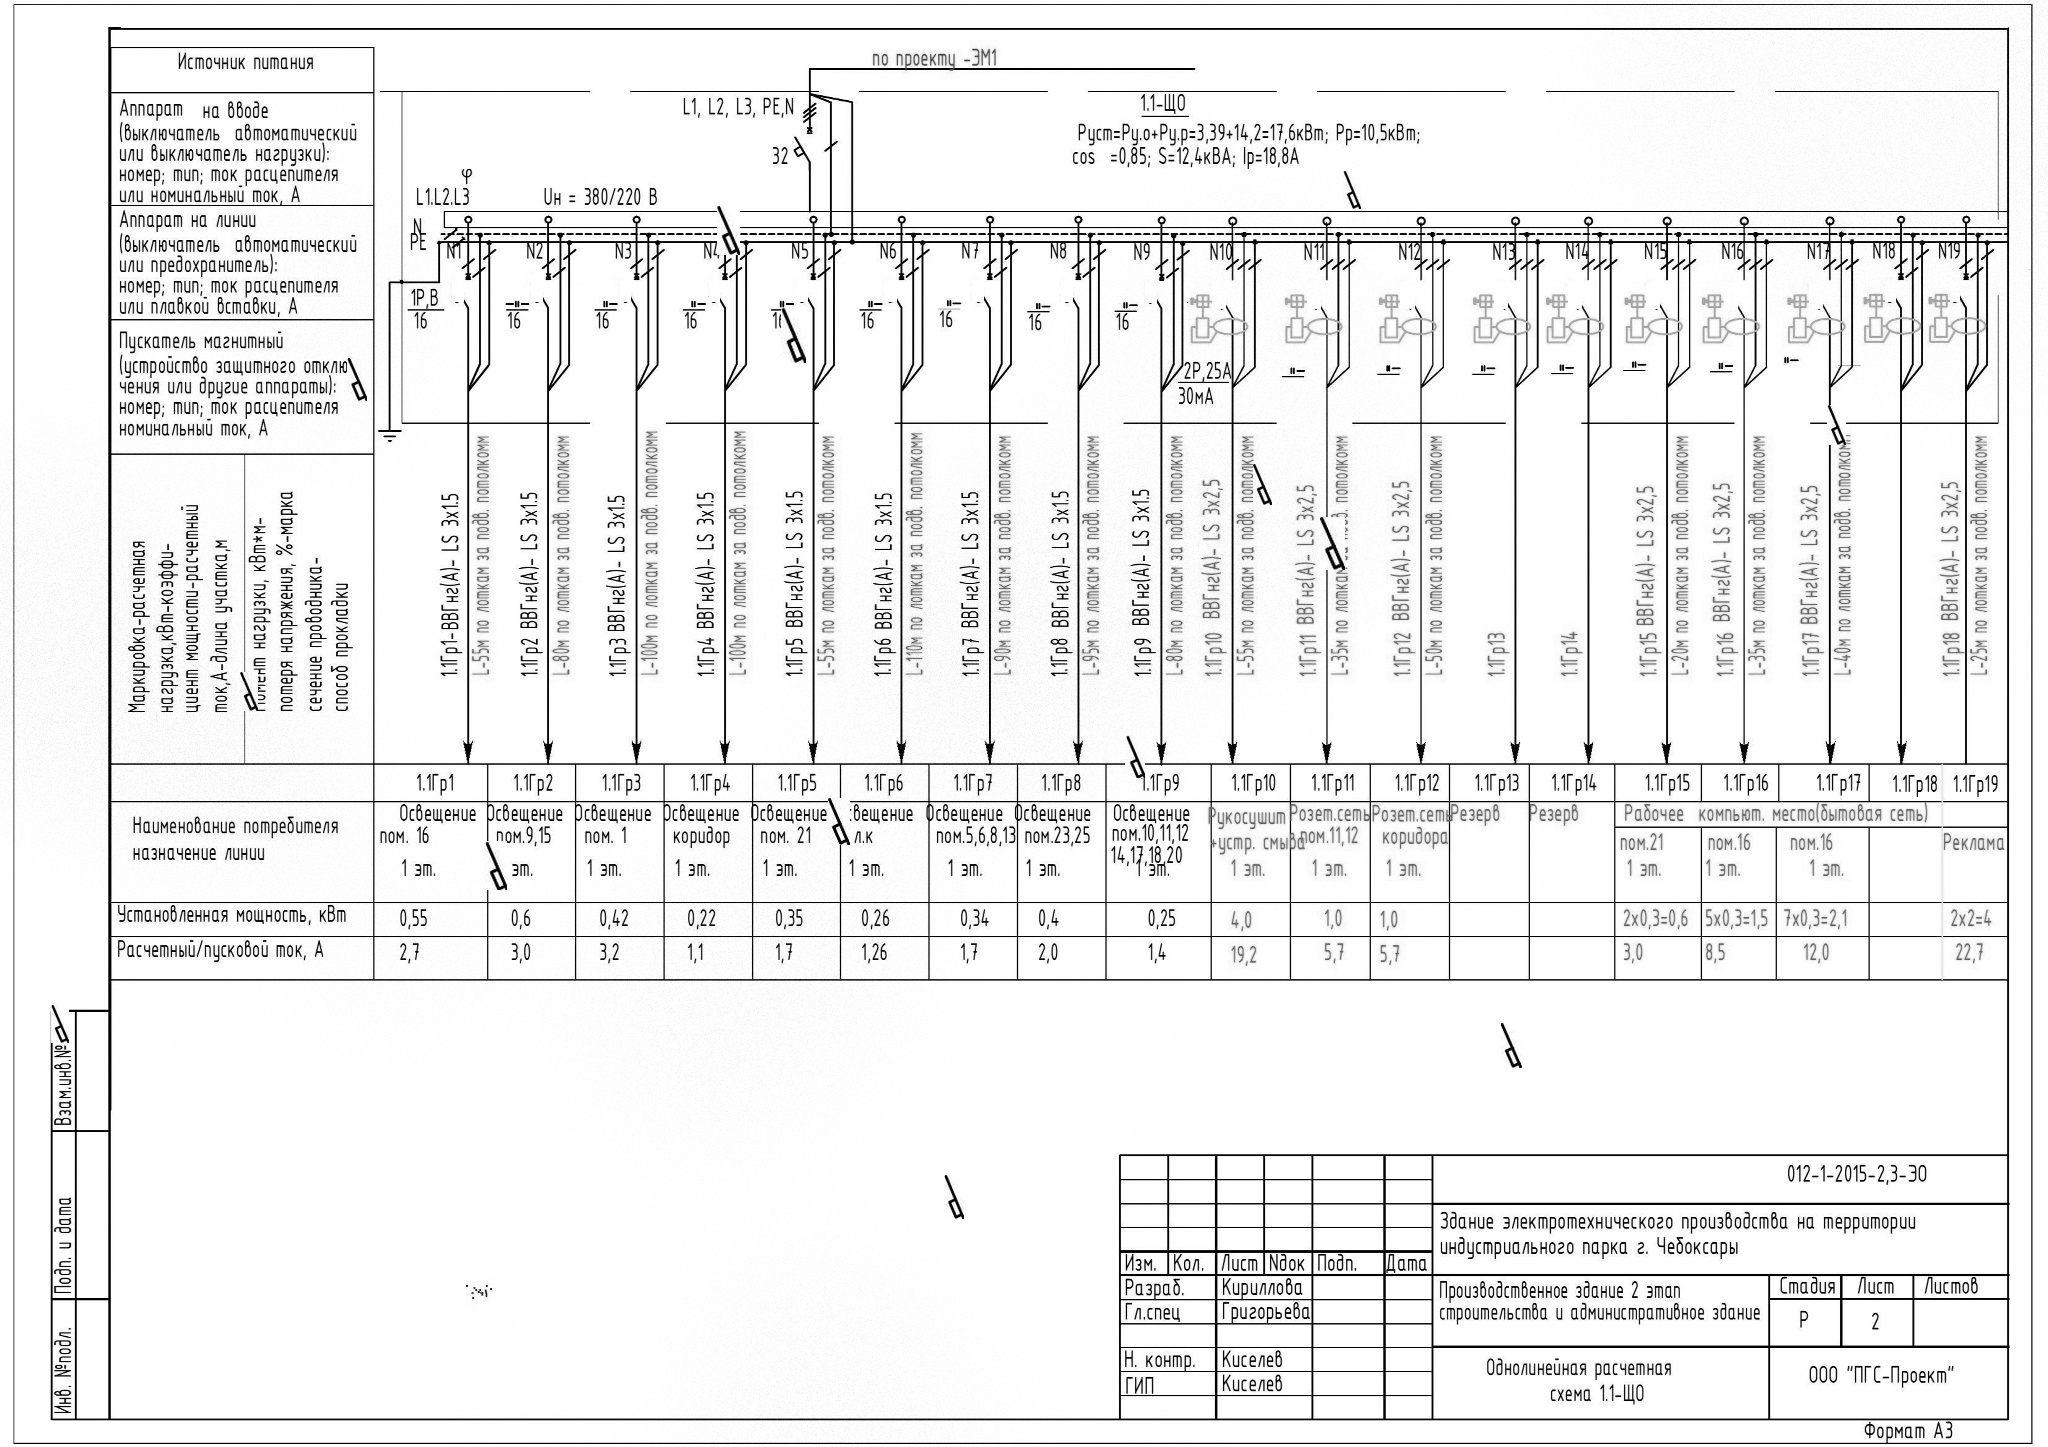 Источник питания
Аппарат на вводе
(выключатель автоматический
или выключатель нагрузки):
номер; тип; ток расцепителя
или номинальный ток, А
Аппарат на линии
(выключатель автоматический
или предохранитель):
номер; тип; ток расцепителя
или плавкой вставки, А
Пускатель магнитный
(устройство защитного отклю
чения или другие аппараты):
номер; тип; ток расцепителя
номинальный ток, А
Маркировка-расчетная
нагрузка,кВт-коэффи-
циент мощности-расчетный
ток,А-длина участка,м
нагрузки, кВт*м-
потеря напряжения, %-марка
сечение проводника-
способ прокладки
по проекту -ЭМ1
L1, L2, L3, PE,N
32
1.1-ЩО
Руст=Ру.о+Ру.р=3,39+14,2=17,6кВт; Рр=10,5кВт;
cos =0,85; S=12,4кВА; Iр=18,8А
φ
L1.L2.L3
Uн = 380/220 В
N
PE
N1 N2 N3 N4 N5 N6 N7 N8 N9 N10 N11 N12 N13 N14 N15 N16 N17 N18 N19
1Р,В
16
-"- 16
-"- 16
-"- 16
16
-"- 16
-"- 16
-"- 16
-"- 16
2Р,25А
30мА
-"- -"- -"- -"- -"- -"- -"-
1.1Гр1-ВВГнг(А)- LS 3х1.5
L-55м по лоткам за подв. потолкомм
1.1Гр2 ВВГнг(А)- LS 3х1.5
L-80м по лоткам за подв. потолкомм
1.1Гр3 ВВГнг(А)- LS 3х1.5
L-100м по лоткам за подв. потолкомм
1.1Гр4 ВВГнг(А)- LS 3х1.5
L-100м по лоткам за подв. потолкомм
1.1Гр5 ВВГнг(А)- LS 3х1.5
L-55м по лоткам за подв. потолкомм
1.1Гр6 ВВГнг(А)- LS 3х1.5
L-110м по лоткам за подв. потолкомм
1.1Гр7 ВВГнг(А)- LS 3х1.5
L-90м по лоткам за подв. потолкомм
1.1Гр8 ВВГнг(А)- LS 3х1.5
L-95м по лоткам за подв. потолкомм
1.1Гр9 ВВГнг(А)- LS 3х1.5
L-80м по лоткам за подв. потолкомм
1.1Гр10 ВВГнг(А)- LS 3х2,5
L-55м по лоткам за подв. потолкомм
1.1Гр11 ВВГнг(А)- LS 3х2,5
L-35м по лоткам за подв. потолкомм
1.1Гр12 ВВГнг(А)- LS 3х2,5
L-50м по лоткам за подв. потолкомм
1.1Гр13
1.1Гр14
1.1Гр15 ВВГнг(А)- LS 3х2,5
L-20м по лоткам за подв. потолкомм
1.1Гр16 ВВГнг(А)- LS 3х2,5
L-35м по лоткам за подв. потолкомм
1.1Гр17 ВВГнг(А)- LS 3х2,5
L-40м по лоткам за подв. потолкомм
1.1Гр18 ВВГнг(А)- LS 3х2,5
L-25м по лоткам за подв. потолкомм
1.1Гр1 1.1Гр2 1.1Гр3 1.1Гр4 1.1Гр5 1.1Гр6 1.1Гр7 1.1Гр8 1.1Гр9 1.1Гр10 1.1Гр11 1.1Гр12 1.1Гр13 1.1Гр14 1.1Гр15 1.1Гр16 1.1Гр17 1.1Гр18 1.1Гр19
Наименование потребителя
назначение линии
Освещение
пом. 16
1 эт.
Освещение
пом.9,15
эт.
Освещение
пом. 1
1 эт.
Освещение
коридор
1 эт.
Освещение
пом. 21
1 эт.
вещение
л.к
1 эт.
Освещение
пом.5,6,8,13
1 эт.
Освещение
пом.23,25
1 эт.
Освещение
пом.10,11,12
14,17,18,20
1 эт.
Рукосушит
+устр. смыва
1 эт.
Розет.сеть
пом.11,12
1 эт.
Розет.сеть
коридора
1 эт.
Резерв
Резерв
Рабочее компьют. место(бытовая сеть)
пом.21
1 эт.
пом.16
1 эт.
пом.16
1 эт.
Реклама
Установленная мощность, кВт 0,55 0,6 0,42 0,22 0,35 0,26 0,34 0,4 0,25 4,0 1,0 1,0 2х0,3=0,6 5х0,3=1,5 7х0,3=2,1 2х2=4
Расчетный/пусковой ток, А 2,7 3,0 3,2 1,1 1,7 1,26 1,7 2,0 1,4 19,2 5,7 5,7 3,0 8,5 12,0 22,7
Взам.инв.№
Подп. и дата
Инв. №подл.
012-1-2015-2,3-ЭО
Здание электротехнического производства на территории
индустриального парка г. Чебоксары
Изм. Кол. Лист Nдок Подп. Дата
Разраб. Кириллова
Гл.спец Григорьева
Н. контр. Киселев
ГИП Киселев
Производственное здание 2 этап
строительства и административное здание
Стадия Лист Листов
Р 2
Однолинейная расчетная
схема 1.1-ЩО
ООО "ПГС-Проект"
Формат А3